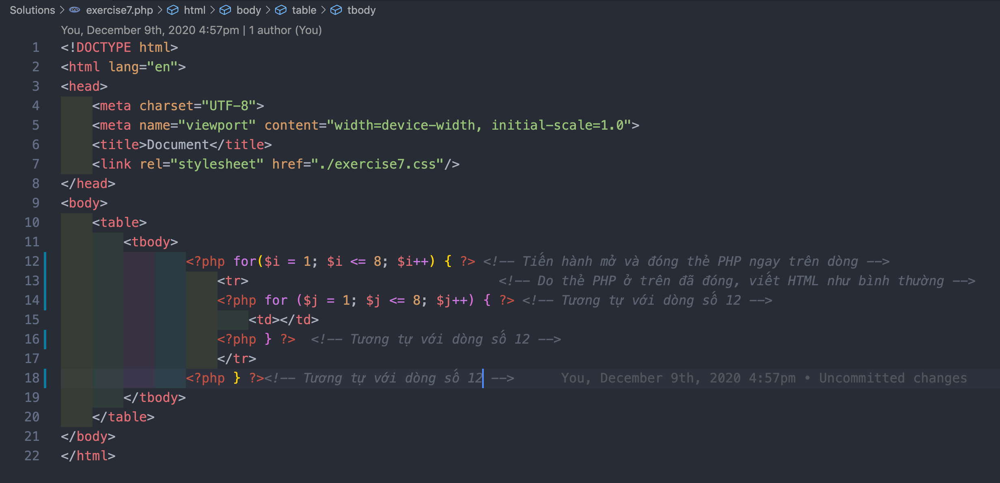 Solutions > php exercise7.php > html > body > table > tbody
You, December 9th, 2020 4:57pm | 1 author (You)
1 <!DOCTYPE html>
2 <html lang="en">
3 <head>
4 <meta charset="UTF-8">
5 <meta name="viewport" content="width=device-width, initial-scale=1.0">
6 <title>Document</title>
7 <link rel="stylesheet" href="./exercise7.css"/>
8 </head>
9 <body>
10 <table>
11 <tbody>
12 <?php for($i = 1; $i <= 8; $i++) { ?> <!-- Tiến hành mở và đóng thẻ PHP ngay trên dòng -->
13 <tr> <!-- Do thẻ PHP ở trên đã đóng, viết HTML như bình thường -->
14 <?php for ($j = 1; $j <= 8; $j++) { ?> <!-- Tương tự với dòng số 12 -->
15 <td></td>
16 <?php } ?> <!-- Tương tự với dòng số 12 -->
17 </tr>
18 <?php } ?><!-- Tương tự với dòng số 12 --> You, December 9th, 2020 4:57pm • Uncommitted changes
19 </tbody>
20 </table>
21 </body>
22 </html>